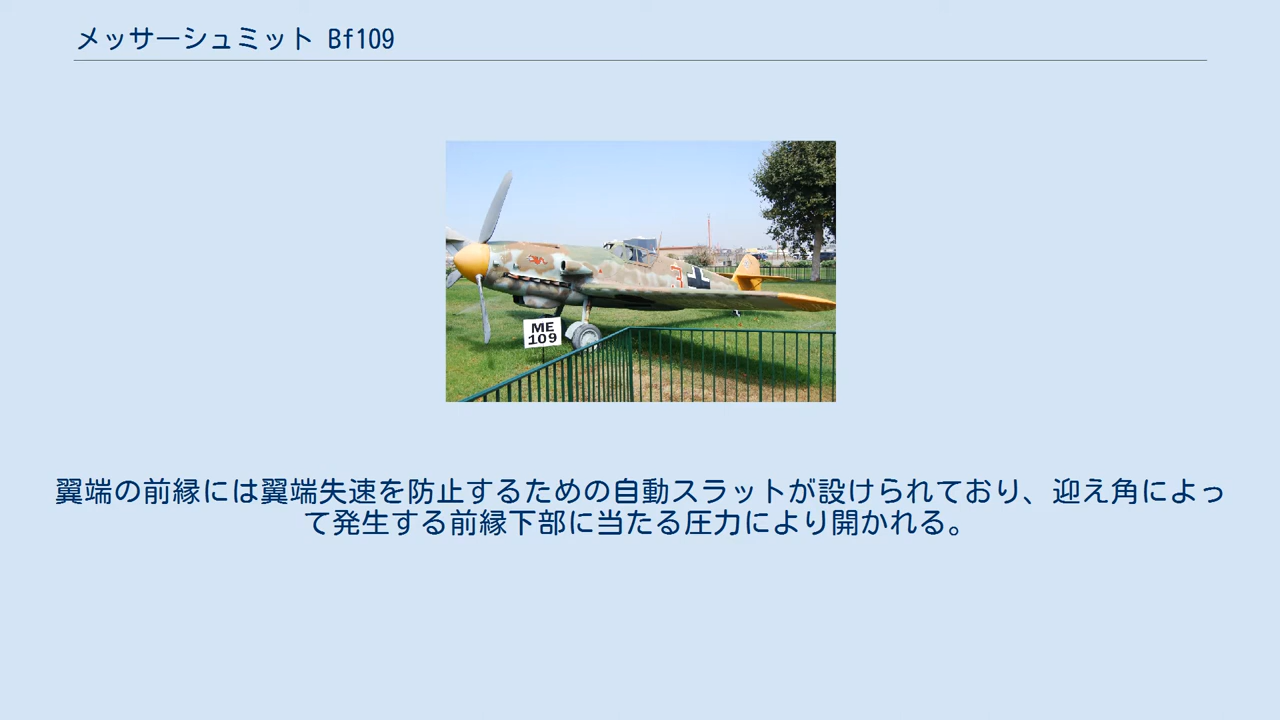 メッサーシュミット Bf109
ME
109
翼端の前縁には翼端失速を防止するための自動スラットが設けられており、迎え角によっ
て発生する前縁下部に当たる圧力により開かれる。